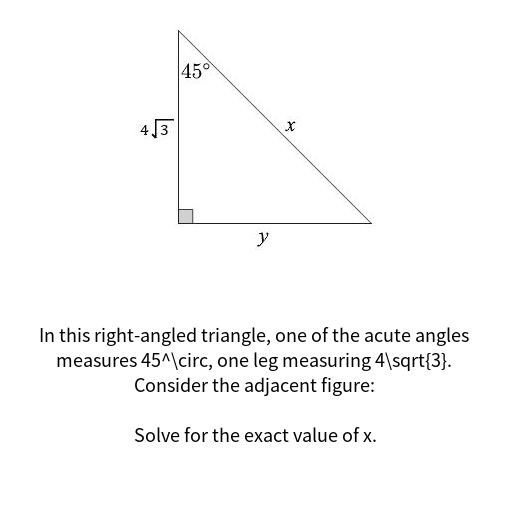 45°
4√3
x
y
In this right-angled triangle, one of the acute angles
measures 45^\circ, one leg measuring 4\sqrt{3}.
Consider the adjacent figure:
Solve for the exact value of x.